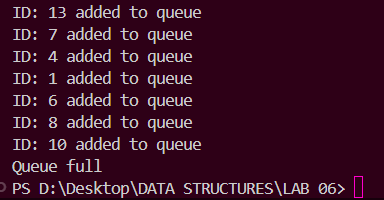 ID: 13 added to queue
ID: 7 added to queue
ID: 4 added to queue
ID: 1 added to queue
ID: 6 added to queue
ID: 8 added to queue
ID: 10 added to queue
Queue full
PS D:\Desktop\DATA STRUCTURES\LAB 06>